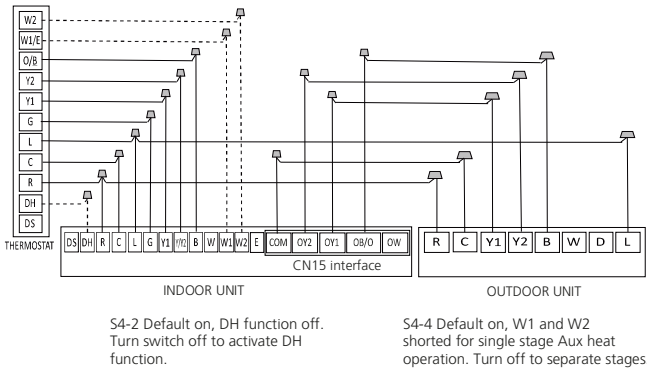 W2
W1/E
O/B
Y2
Y1
G
L
C
R
DH
DS
THERMOSTAT
DS DH R C L G Y1 Y/Y2 B W W1 W2 E COM OY2 OY1 OB/O OW
CN15 interface
INDOOR UNIT
R C Y1 Y2 B W D L
OUTDOOR UNIT
S4-2 Default on, DH function off.
Turn switch off to activate DH
function.
S4-4 Default on, W1 and W2
shorted for single stage Aux heat
operation. Turn off to separate stages